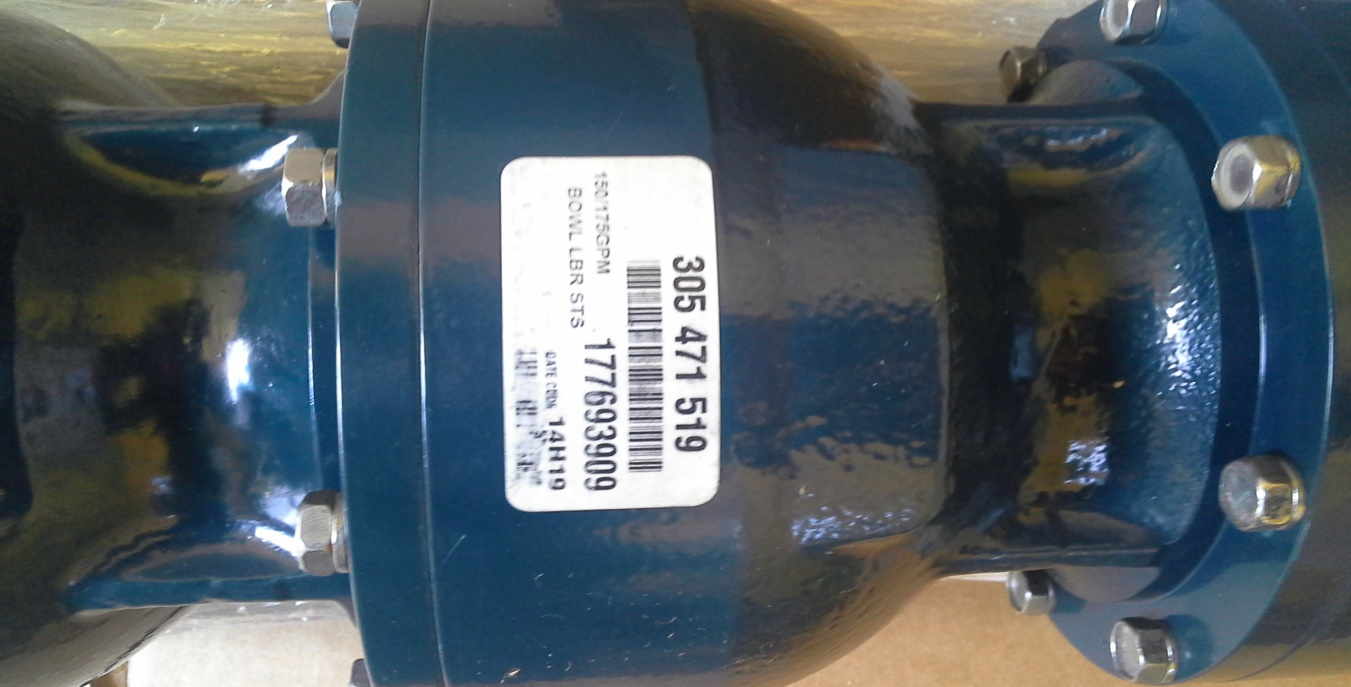 305 471 519
150/175GPM
177693909
BOWL LBR STS
DATE CODE 14H19